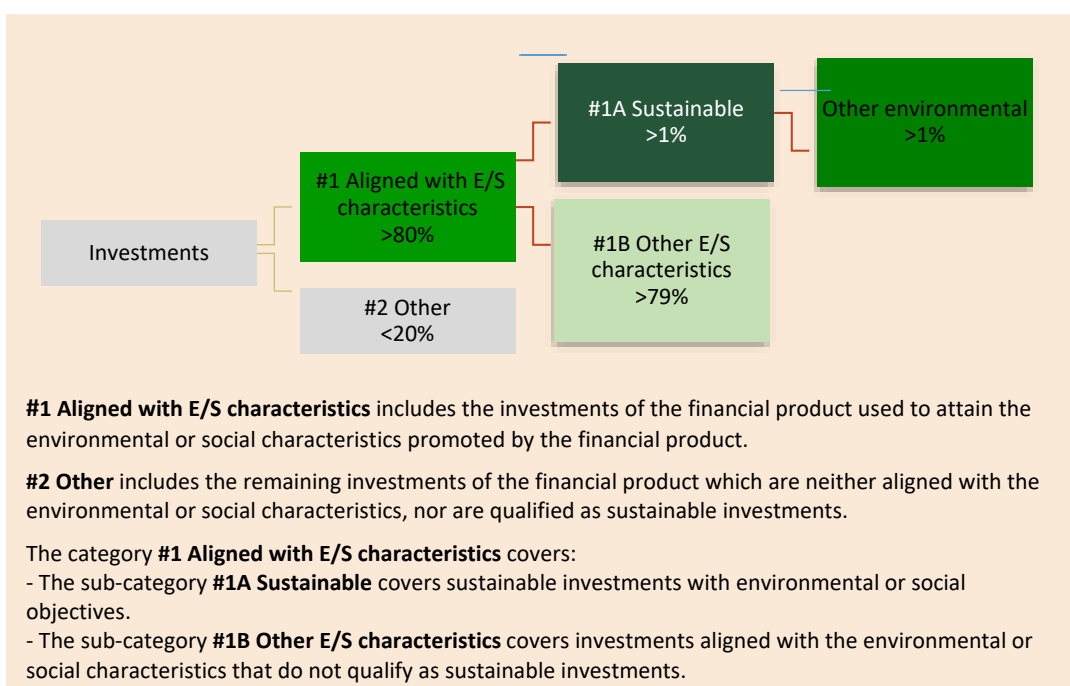 #1A Sustainable
>1%
Other environmental
>1%
#1 Aligned with E/S
characteristics
>80%
Investments
#1B Other E/S
characteristics
>79%
#2 Other
<20%
#1 Aligned with E/S characteristics includes the investments of the financial product used to attain the
environmental or social characteristics promoted by the financial product.
#2 Other includes the remaining investments of the financial product which are neither aligned with the
environmental or social characteristics, nor are qualified as sustainable investments.
The category #1 Aligned with E/S characteristics covers:
- The sub-category #1A Sustainable covers sustainable investments with environmental or social
objectives.
- The sub-category #1B Other E/S characteristics covers investments aligned with the environmental or
social characteristics that do not qualify as sustainable investments.